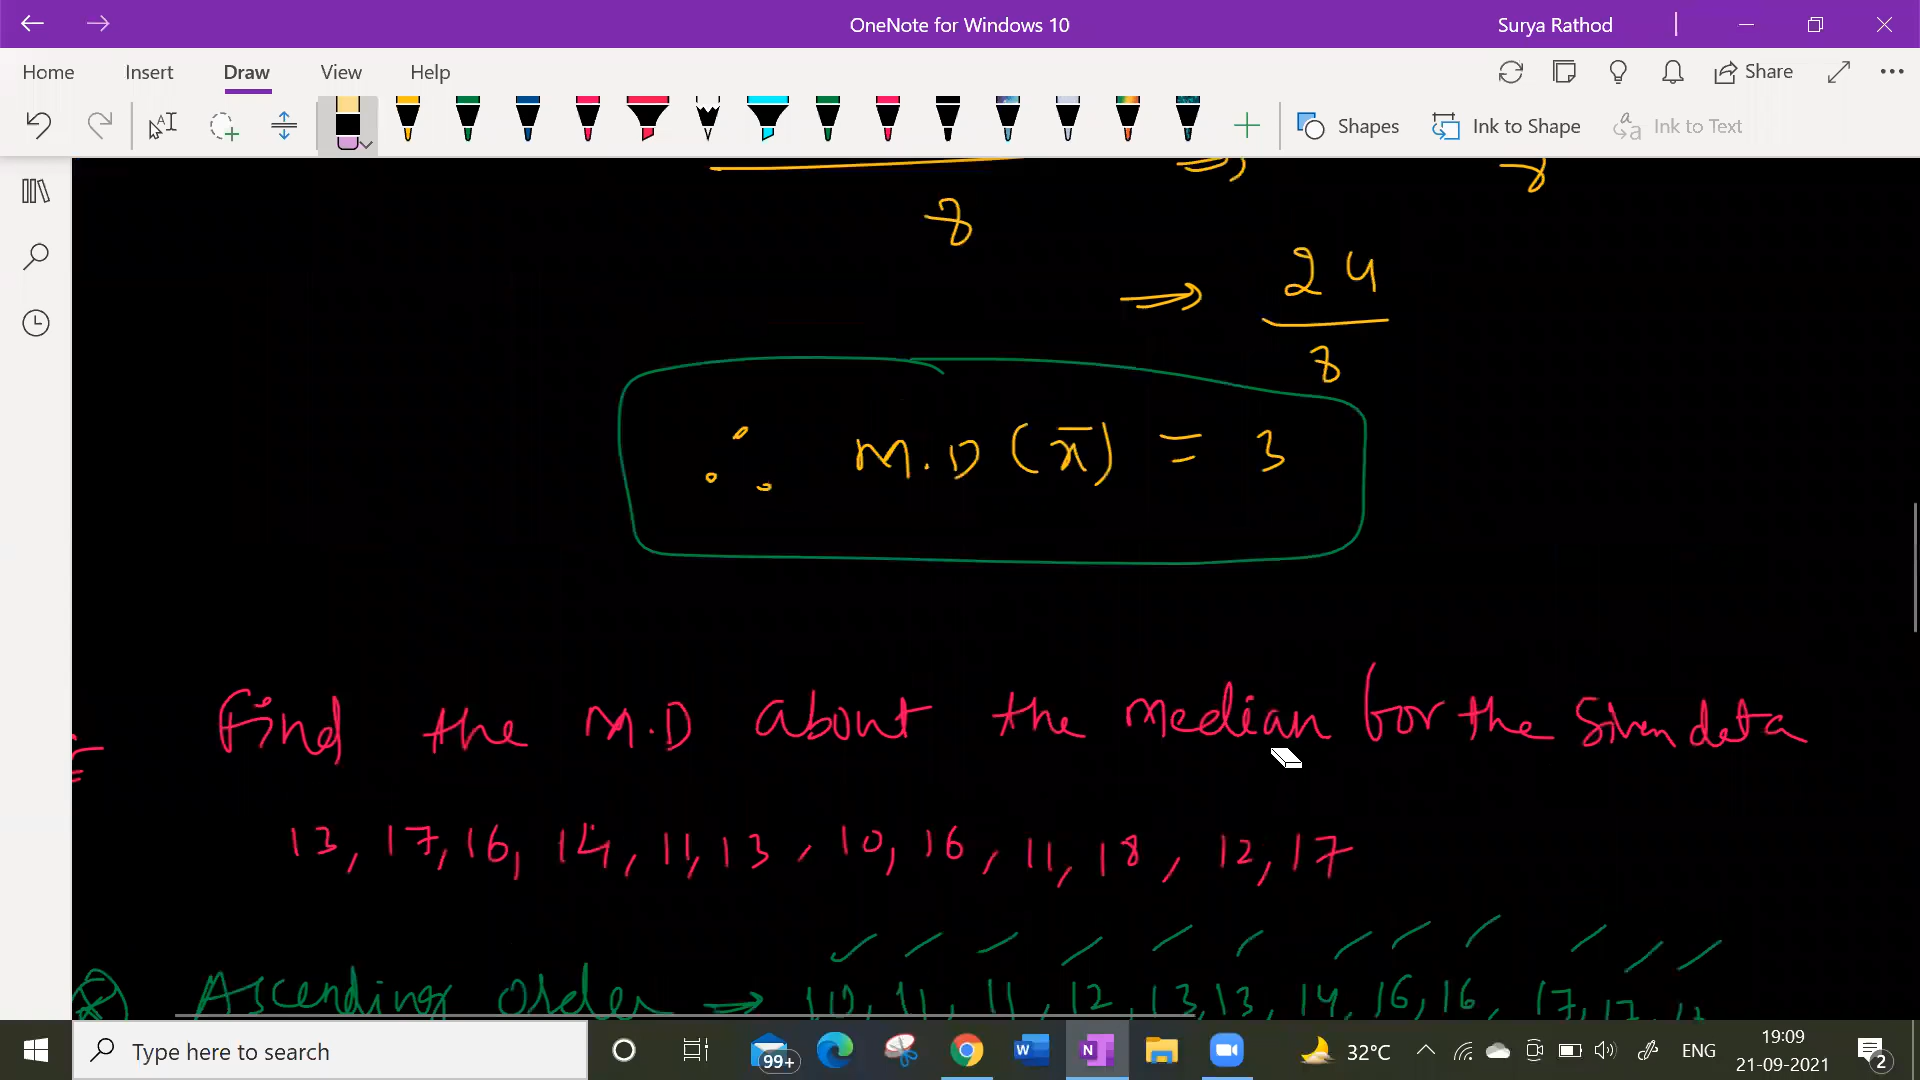 OneNote for Windows 10
Surya Rathod
Home Insert Draw View Help
Share
Shapes Ink to Shape Ink to Text
8 8
⇒ 24
8
∴ M.D (x̄) = 3
Find the M.D about the median for the Given data
13, 17, 16, 14, 11, 13, 10, 16, 11, 18, 12, 17
Ascending Order → 10, 11, 11, 12, 13, 13, 14, 16, 16, 17, 17,
Type here to search
99+
32°C
ENG
19:09
21-09-2021
2